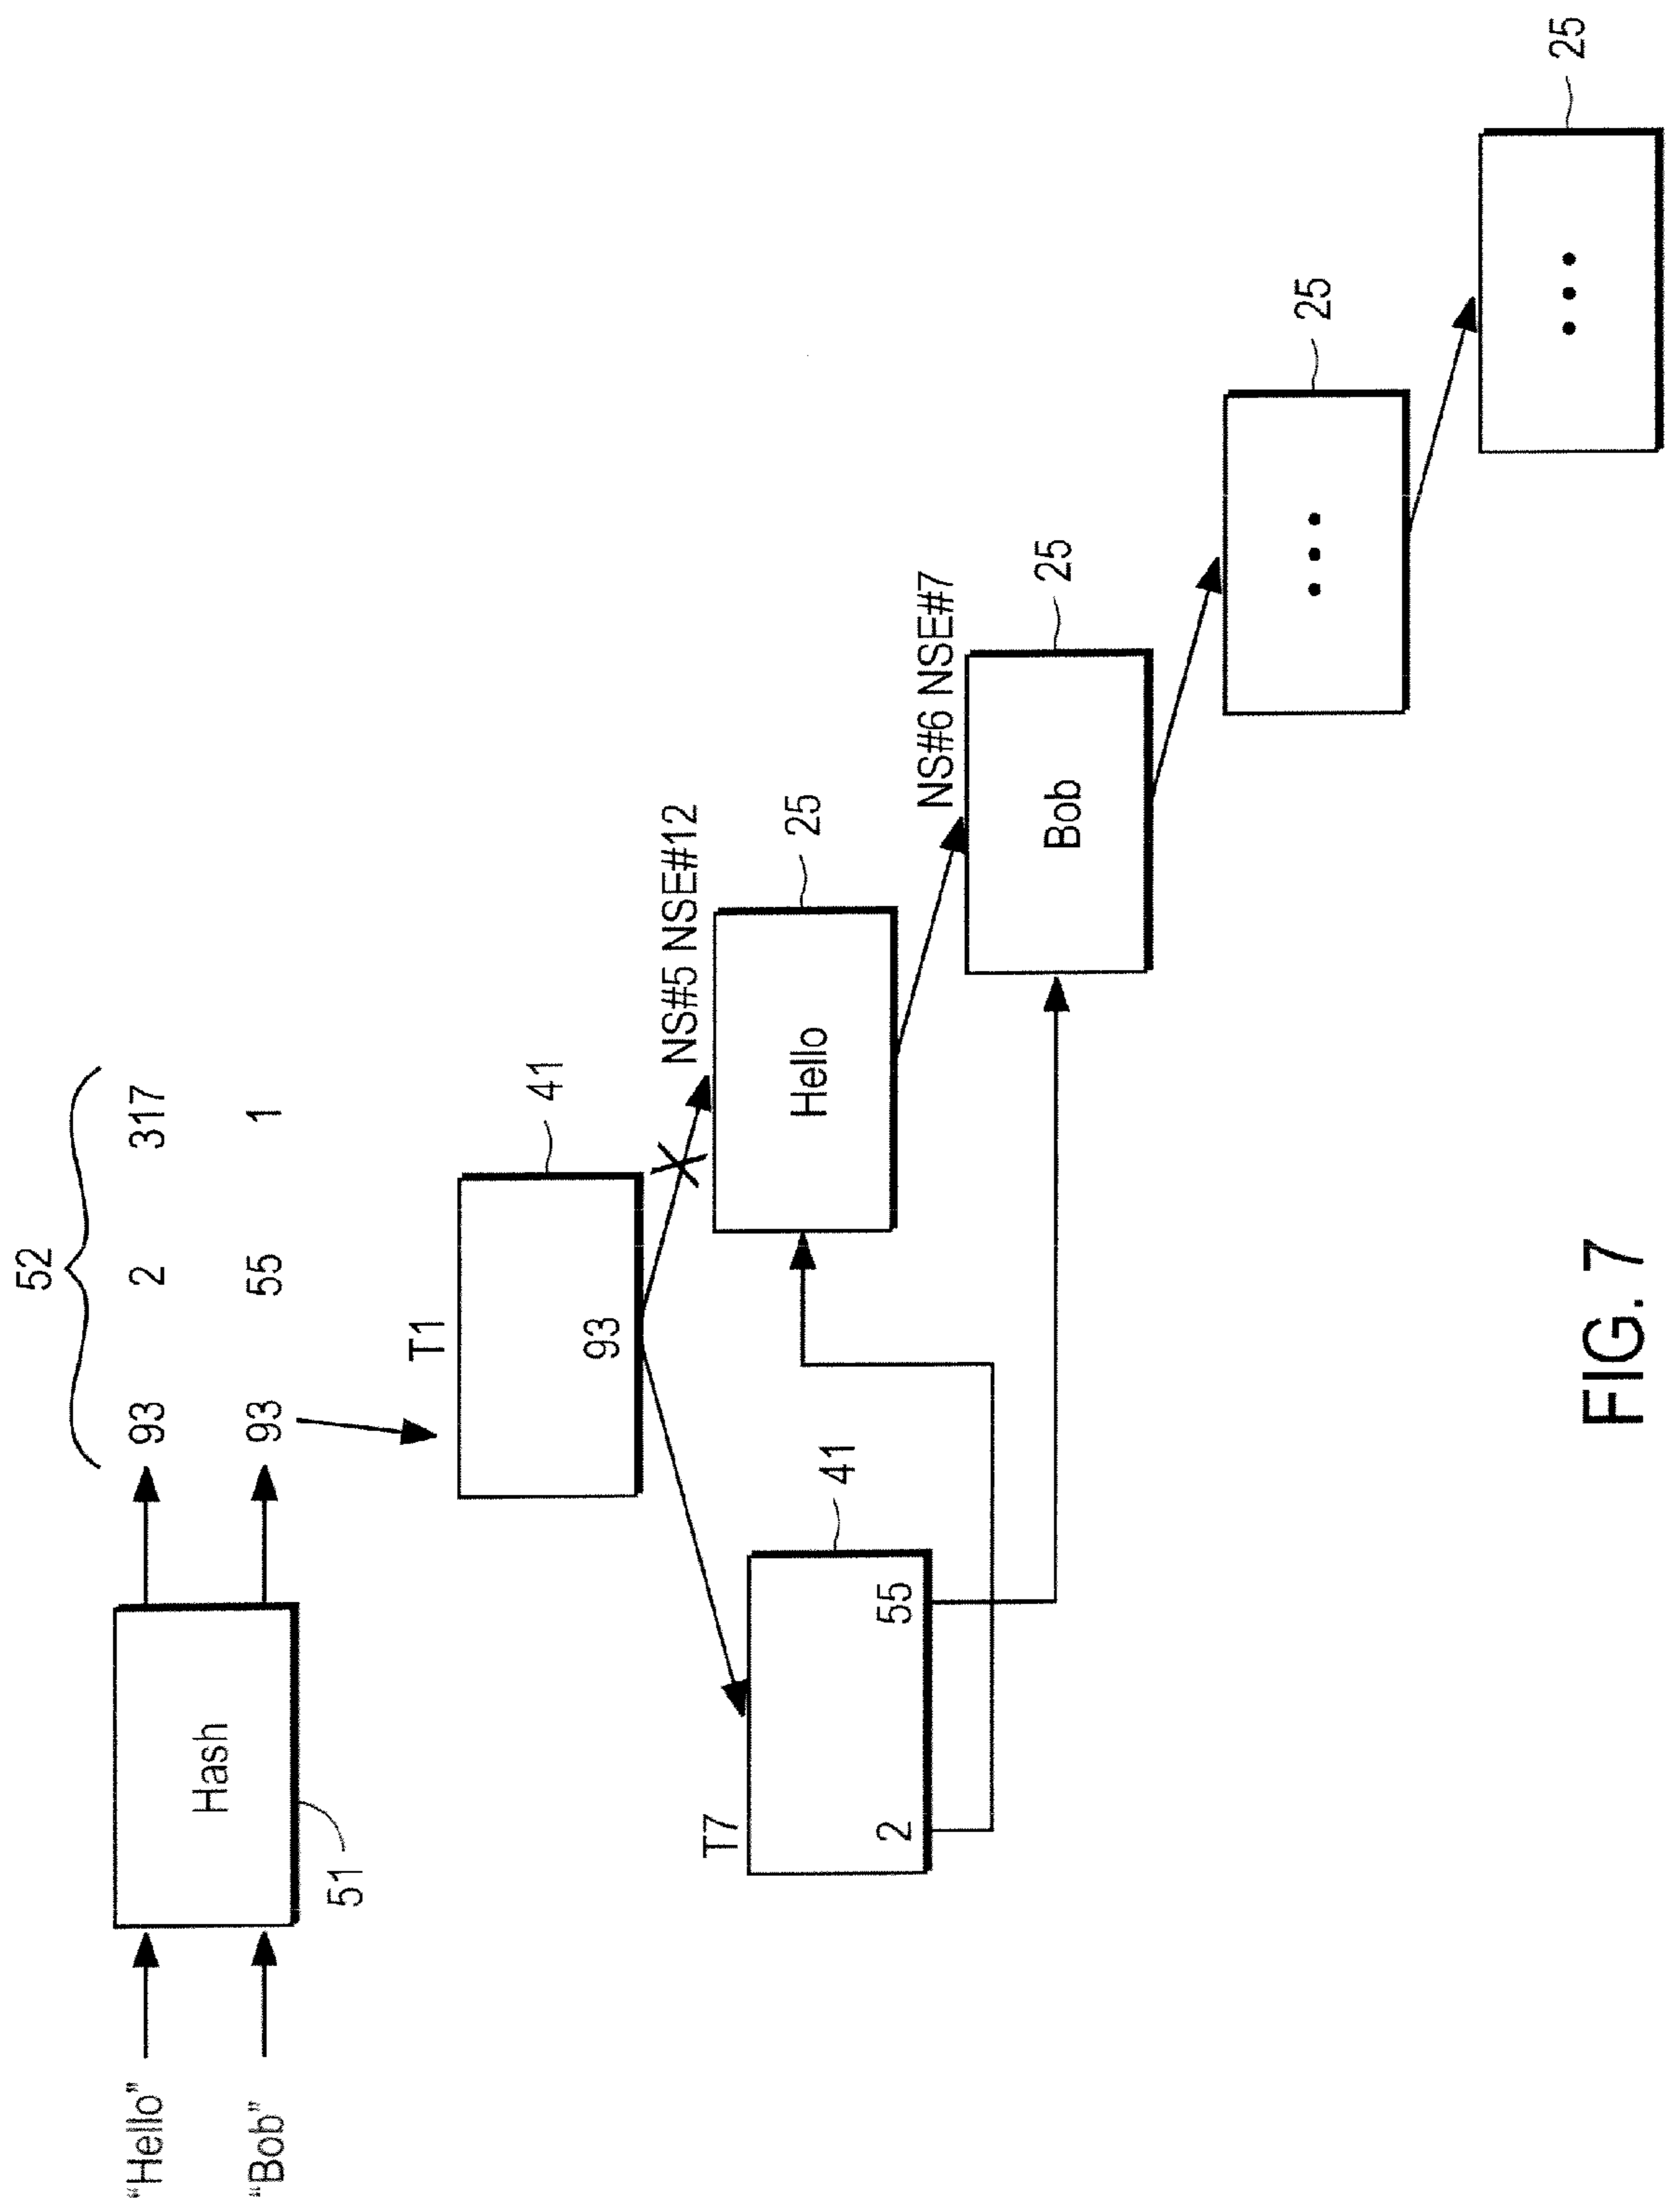 52
“Hello”
93 2 317
Hash
“Bob”
93 55 1
51
T1
41
93
NS#5 NSE#12
T7
41
2 55
25
Hello
NS#6 NSE#7
25
Bob
25
•••
25
•••
FIG. 7